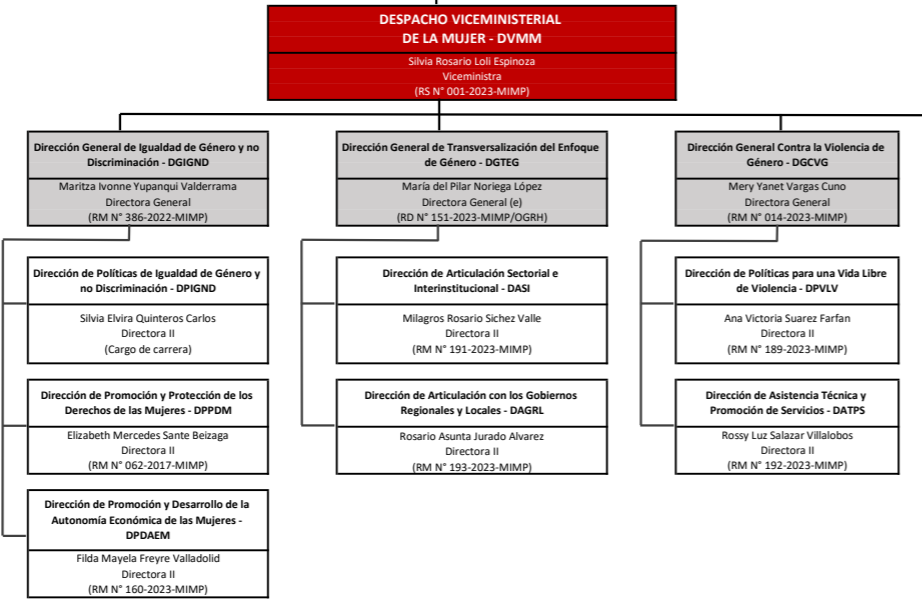 DESPACHO VICEMINISTERIAL
DE LA MUJER - DVMM
Silvia Rosario Loli Espinoza
Viceministra
(RS N° 001-2023-MIMP)
Dirección General de Igualdad de Género y no
Discriminación - DGIGND
Maritza Ivonne Yupanqui Valderrama
Directora General
(RM N° 386-2022-MIMP)
Dirección de Políticas de Igualdad de Género y
no Discriminación - DPIGND
Silvia Elvira Quinteros Carlos
Directora II
(Cargo de carrera)
Dirección de Promoción y Protección de los
Derechos de las Mujeres - DPPDM
Elizabeth Mercedes Sante Beizaga
Directora II
(RM N° 062-2017-MIMP)
Dirección de Promoción y Desarrollo de la
Autonomía Económica de las Mujeres -
DPDAEM
Filda Mayela Freyre Valladolid
Directora II
(RM N° 160-2023-MIMP)
Dirección General de Transversalización del Enfoque
de Género - DGTEG
María del Pilar Noriega López
Directora General (e)
(RD N° 151-2023-MIMP/OGRH)
Dirección de Articulación Sectorial e
Interinstitucional - DASI
Milagros Rosario Sichez Valle
Directora II
(RM N° 191-2023-MIMP)
Dirección de Articulación con los Gobiernos
Regionales y Locales - DAGRL
Rosario Asunta Jurado Alvarez
Directora II
(RM N° 193-2023-MIMP)
Dirección General Contra la Violencia de
Género - DGCVG
Mery Yanet Vargas Cuno
Directora General
(RM N° 014-2023-MIMP)
Dirección de Políticas para una Vida Libre
de Violencia - DPVLV
Ana Victoria Suarez Farfan
Directora II
(RM N° 189-2023-MIMP)
Dirección de Asistencia Técnica y
Promoción de Servicios - DATPS
Rossy Luz Salazar Villalobos
Directora II
(RM N° 192-2023-MIMP)